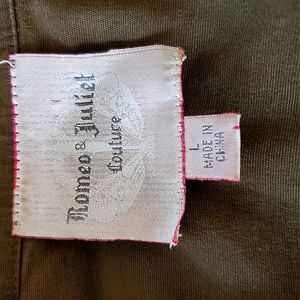 Romeo & Juliet
Couture
L
MADE IN
CHINA